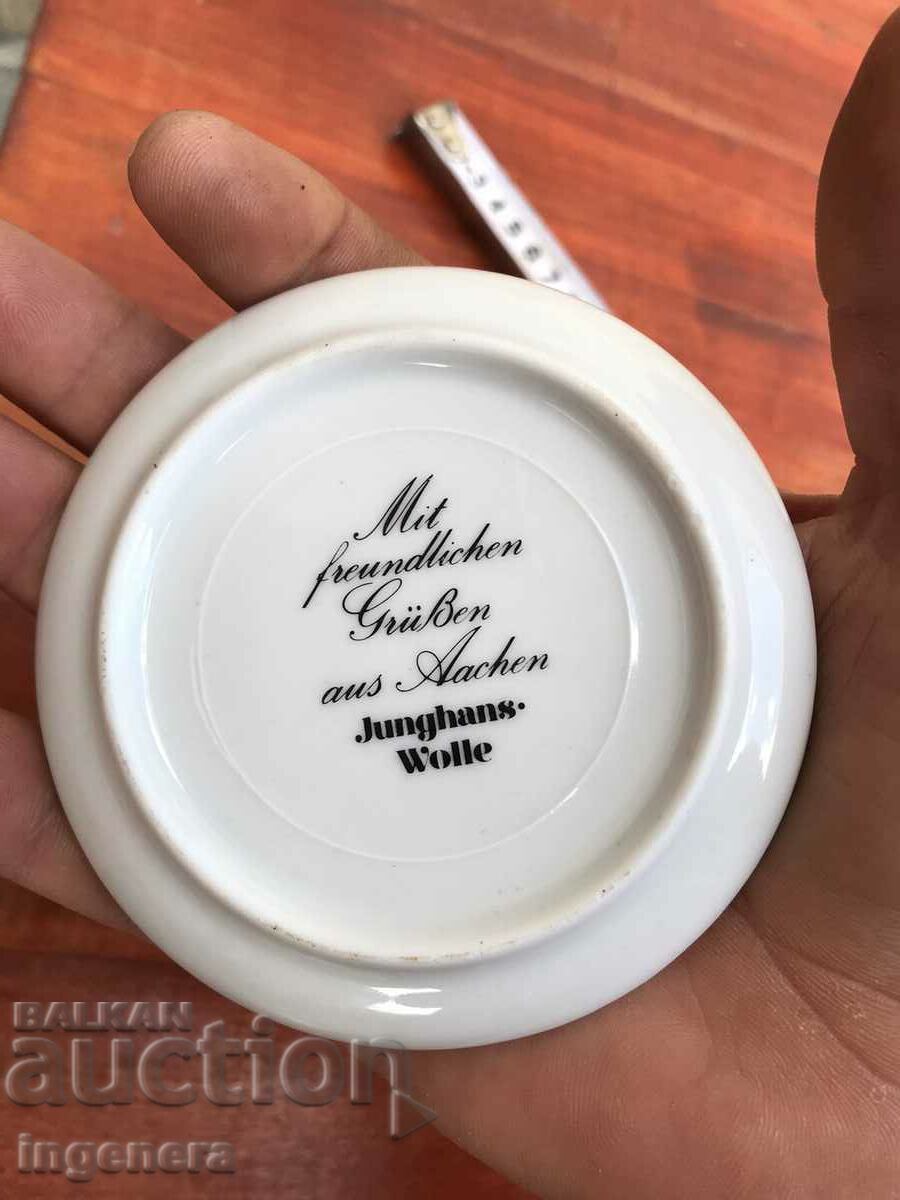 Mit
freundlichen
Grüßen
aus Aachen
Junghans·
Wolle
BALKAN
auction
ingenera